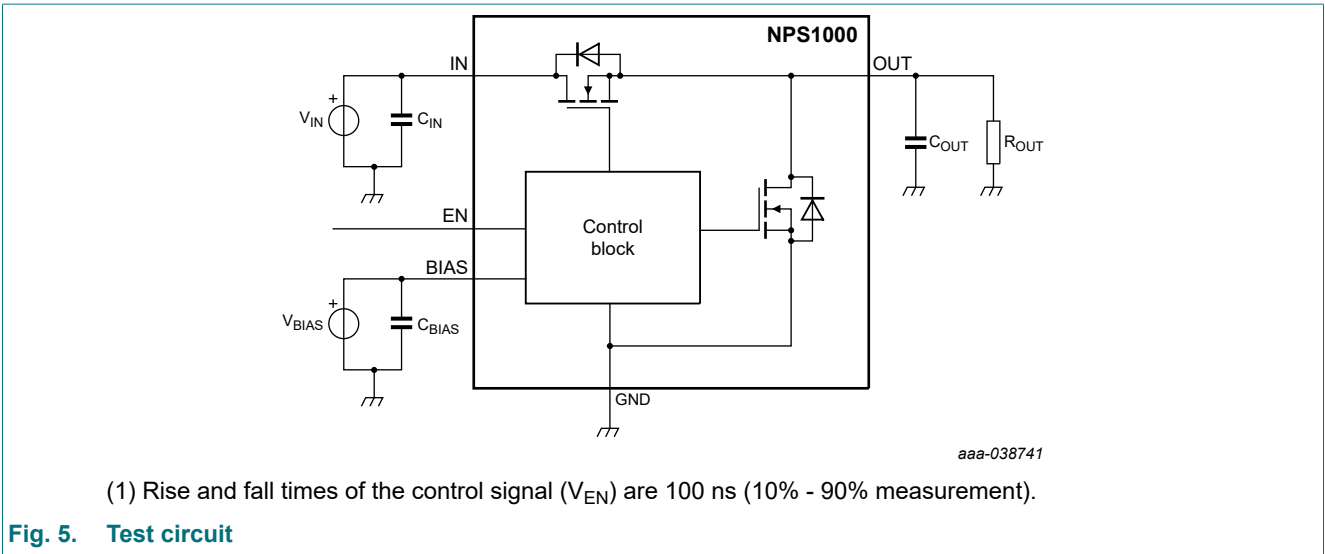 NPS1000
IN
OUT
+
V_IN
C_IN
C_OUT
R_OUT
EN
Control
block
BIAS
+
V_BIAS
C_BIAS
GND
aaa-038741
(1) Rise and fall times of the control signal (V_EN) are 100 ns (10% - 90% measurement).
Fig. 5. Test circuit